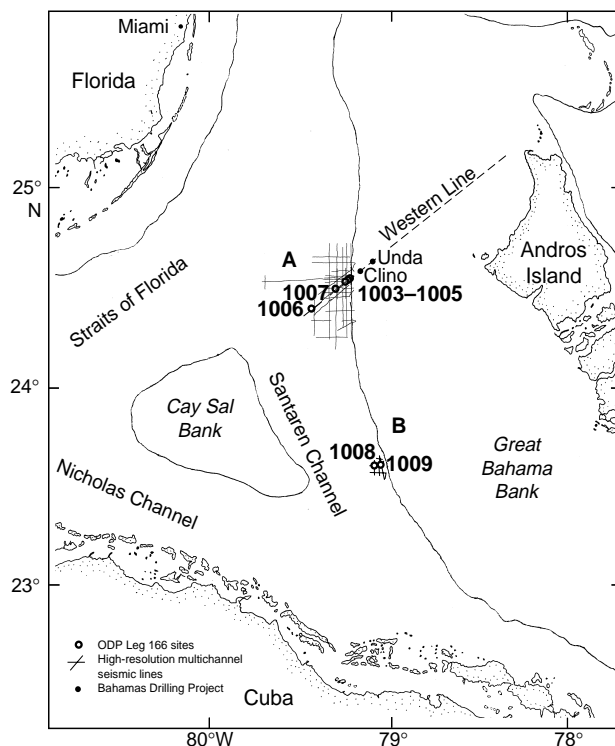 Miami
Florida
25°
N
Western Line
Unda
Clino
A
1007
1003–1005
1006
Andros
Island
Straits of Florida
24°
Cay Sal
Bank
Santaren Channel
B
1008
1009
Great
Bahama
Bank
Nicholas Channel
23°
ODP Leg 166 sites
High-resolution multichannel
seismic lines
Bahamas Drilling Project
Cuba
80°W
79°
78°